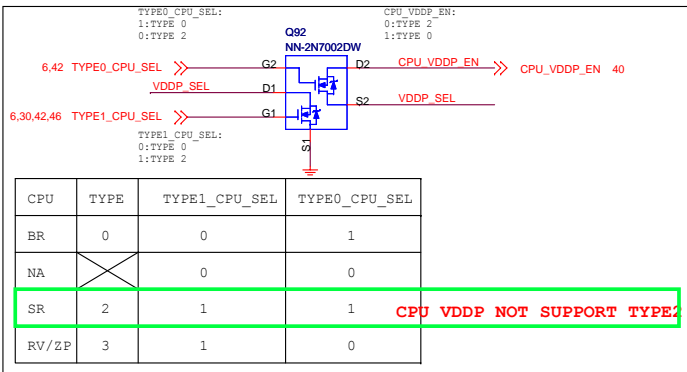 TYPE0_CPU_SEL:
1:TYPE 0
0:TYPE 2
CPU_VDDP_EN:
0:TYPE 2
1:TYPE 0
Q92
NN-2N7002DW
6,42 TYPE0_CPU_SEL G2 D2 CPU_VDDP_EN CPU_VDDP_EN 40
VDDP_SEL D1 S2 VDDP_SEL
6,30,42,46 TYPE1_CPU_SEL G1
S1
TYPE1_CPU_SEL:
0:TYPE 0
1:TYPE 2
CPU TYPE TYPE1_CPU_SEL TYPE0_CPU_SEL
BR 0 0 1
NA 0 0
SR 2 1 1 CPU VDDP NOT SUPPORT TYPE2
RV/ZP 3 1 0